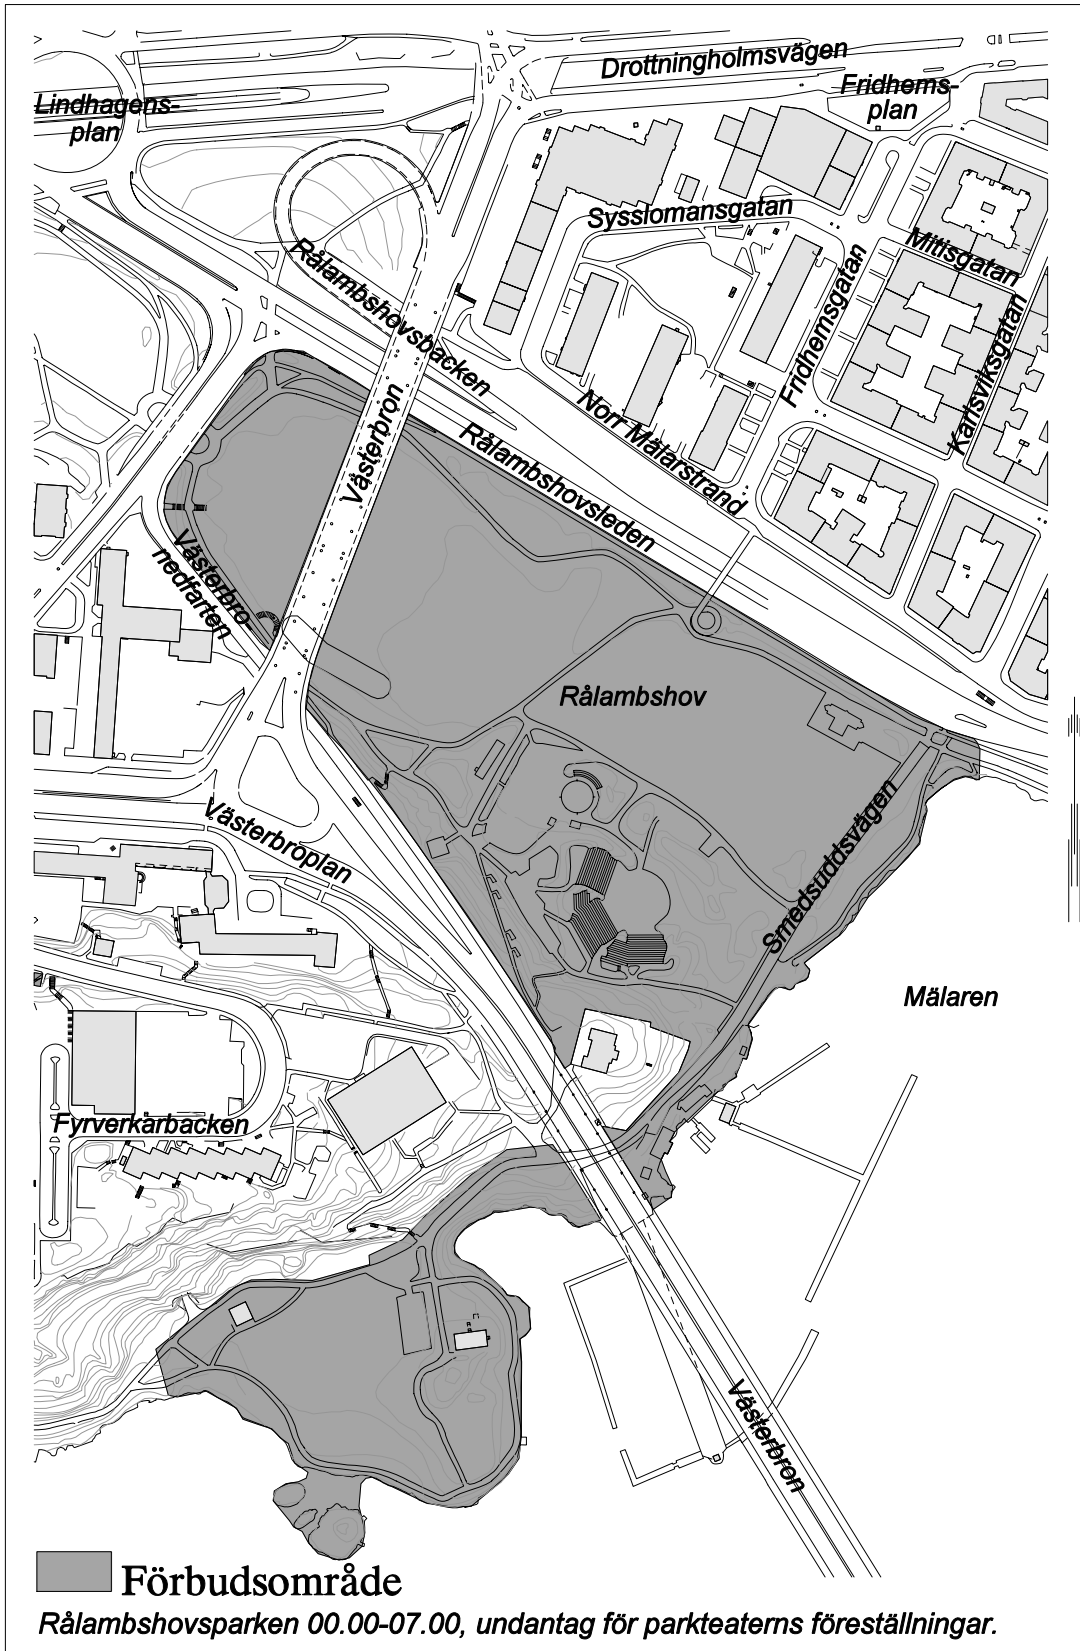 Drottningholmsvägen
Lindhagens-
plan
Fridhems-
plan
Sysslomansgatan
Mitisgatan
Rålambshovsbacken
Fridhemsgatan
Karlsviksgatan
Västerbron
Norr Mälarstrand
Rålambshovsleden
Västerbro-
nedfarten
Rålambshov
Västerbroplan
Smedsuddsvägen
Mälaren
Fyrverkarbacken
Västerbron
Förbudsområde
Rålambshovsparken 00.00-07.00, undantag för parkteaterns föreställningar.